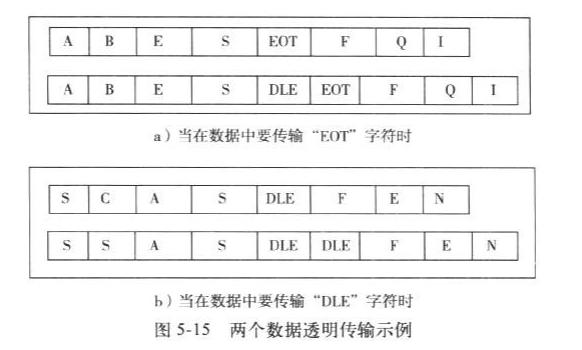 A B E S EOT F Q I
A B E S DLE EOT F Q I
a）当在数据中要传输“EOT”字符时
S C A S DLE F E N
S S A S DLE DLE F E N
b）当在数据中要传输“DLE”字符时
图 5-15 两个数据透明传输示例